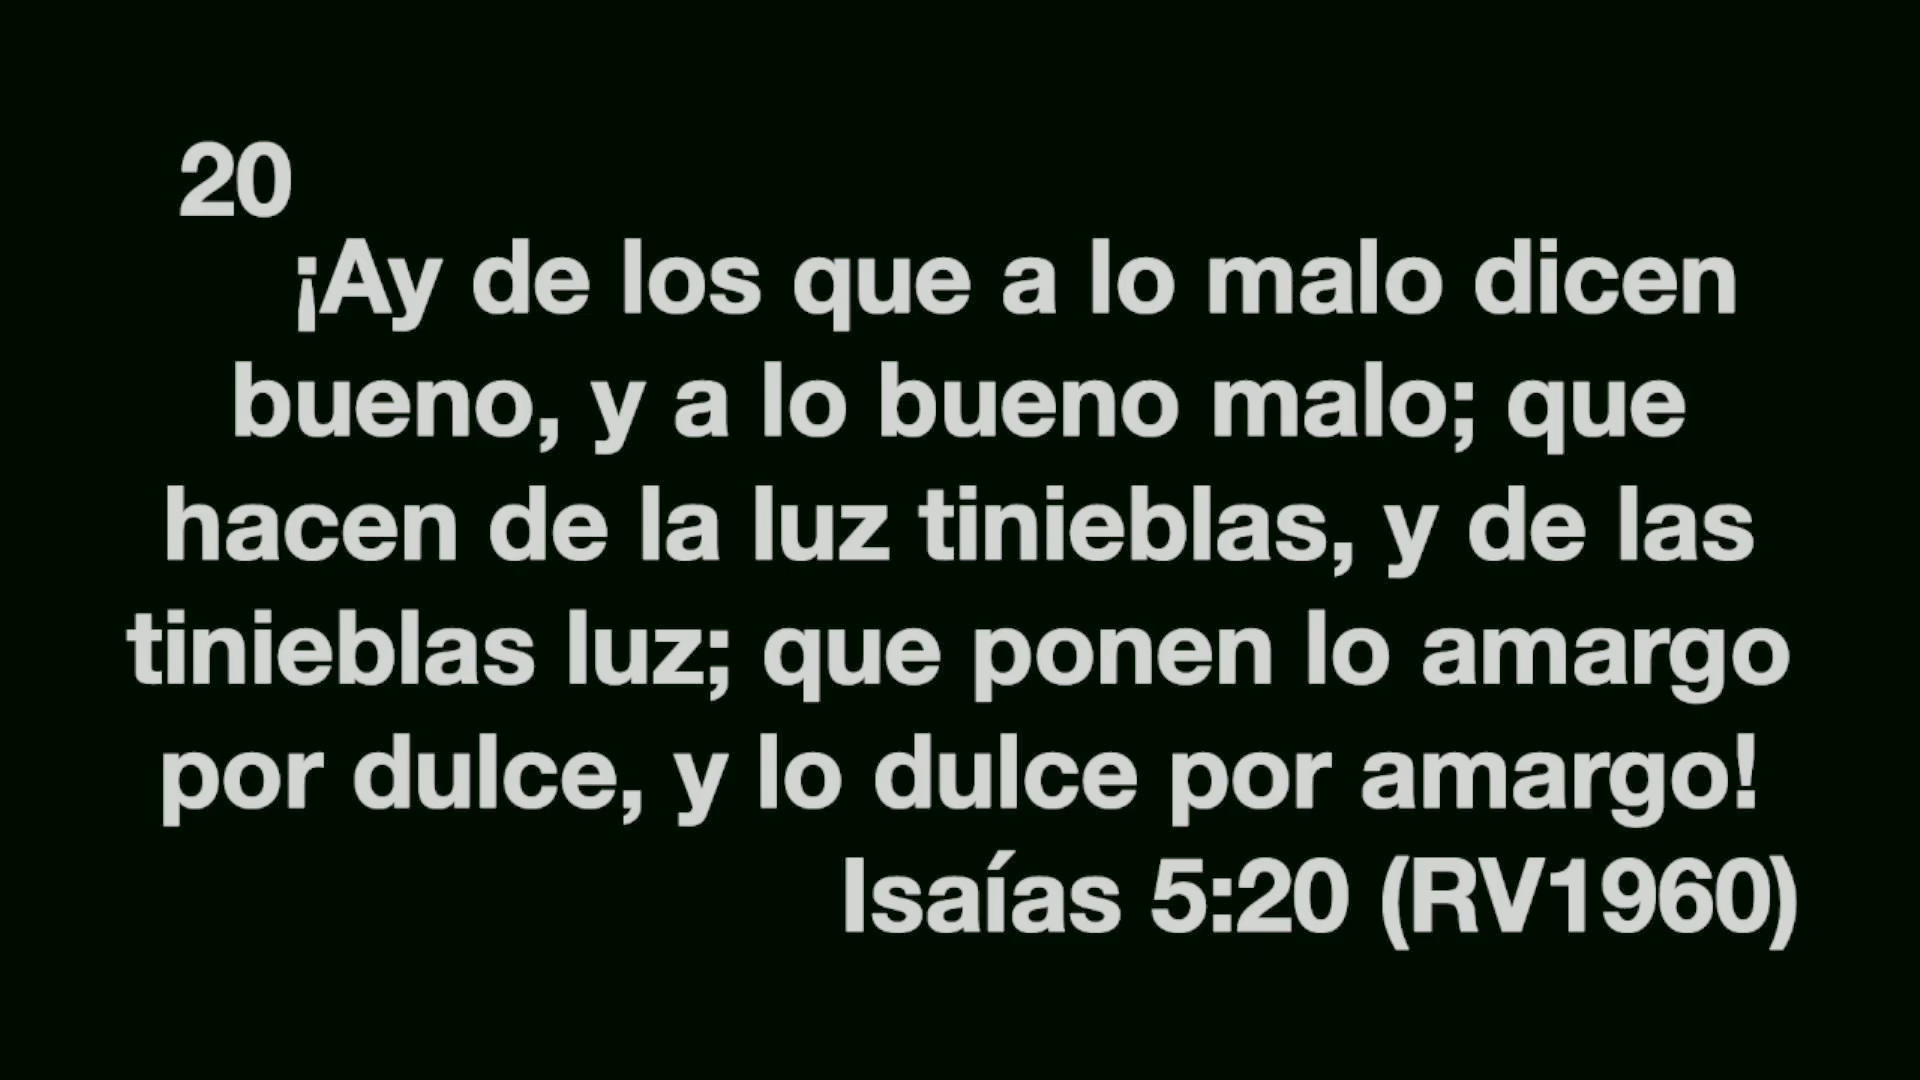 20
¡Ay de los que a lo malo dicen
bueno, y a lo bueno malo; que
hacen de la luz tinieblas, y de las
tinieblas luz; que ponen lo amargo
por dulce, y lo dulce por amargo!
Isaías 5:20 (RV1960)